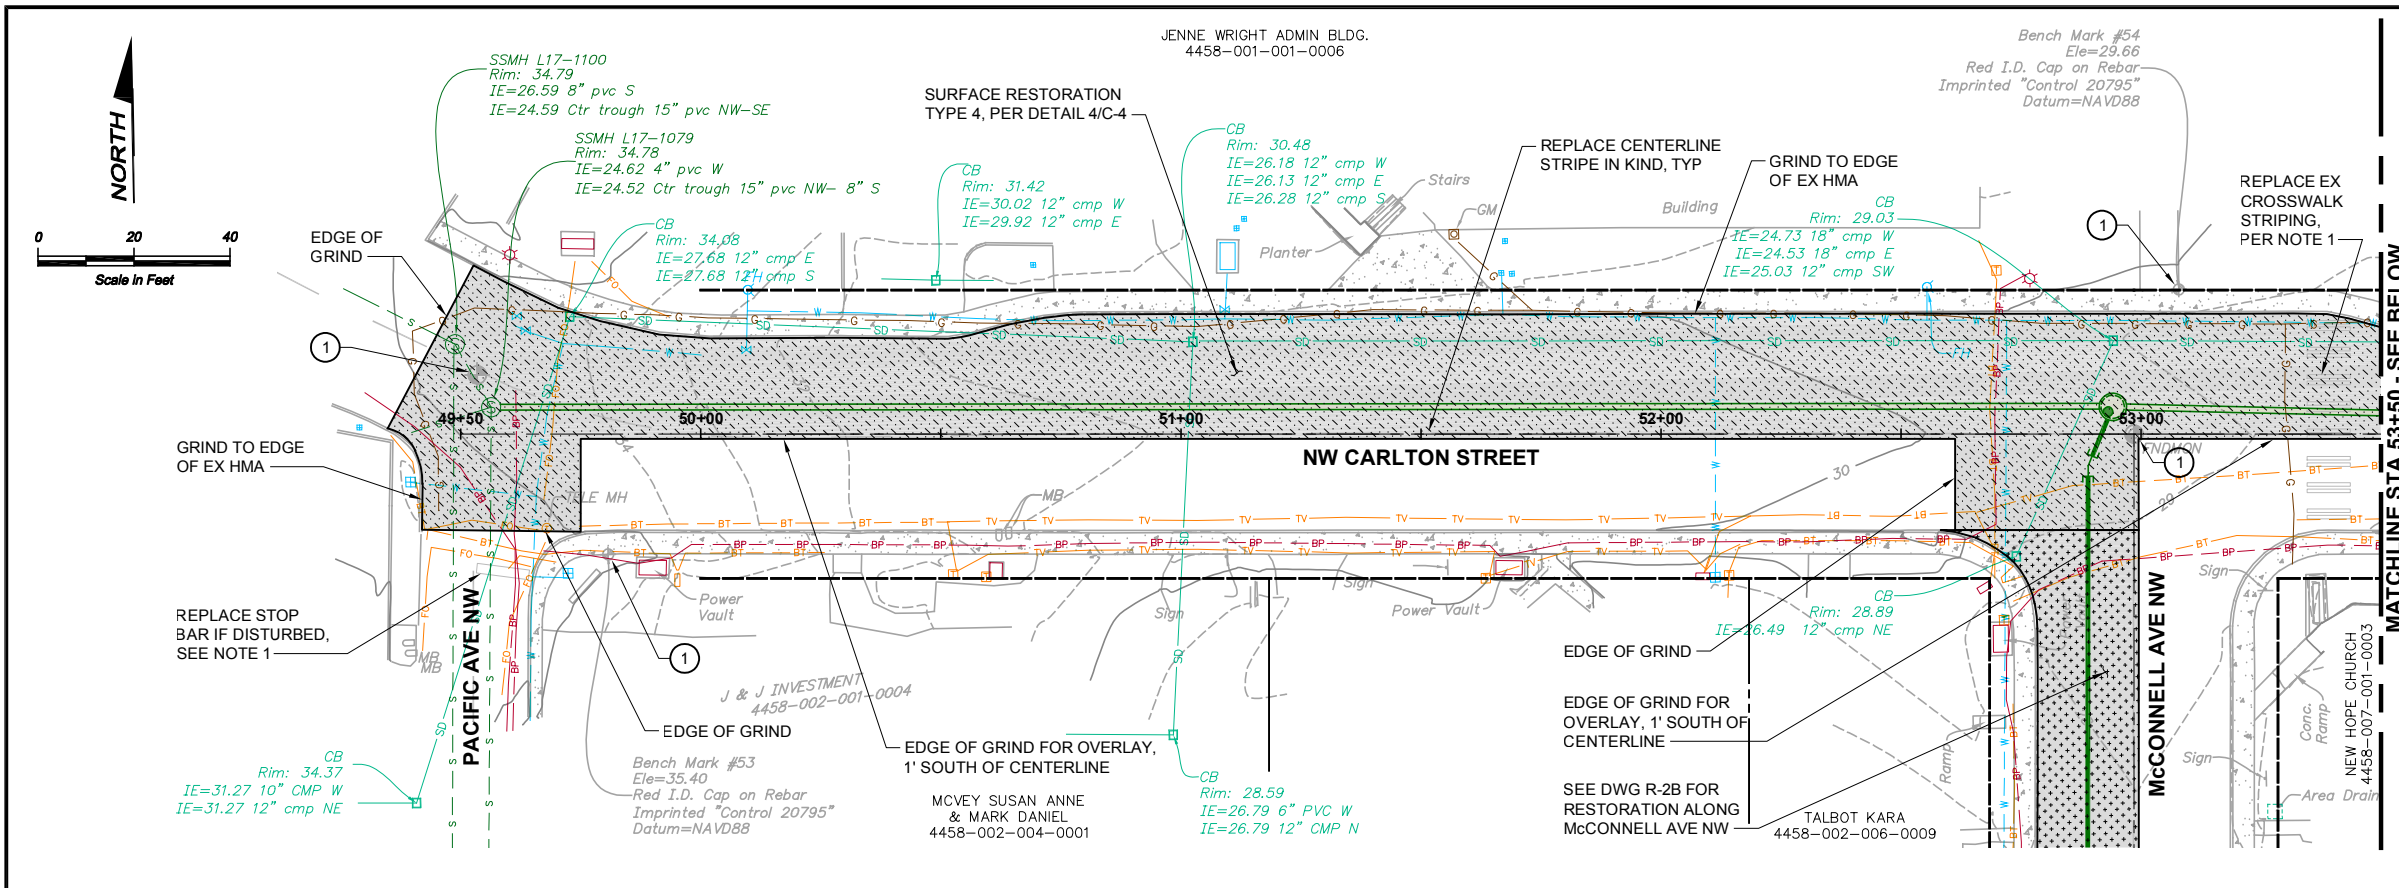 JENNE WRIGHT ADMIN BLDG.
4458-001-001-0006
Bench Mark #54
Ele=29.66
Red I.D. Cap on Rebar
Imprinted "Control 20795"
Datum=NAVD88
NORTH
0 20 40
Scale in Feet
SSMH L17-1100
Rim: 34.79
IE=26.59 8" pvc S
IE=24.59 Ctr trough 15" pvc NW-SE
SSMH L17-1079
Rim: 34.78
IE=24.62 4" pvc W
IE=24.52 Ctr trough 15" pvc NW- 8" S
SURFACE RESTORATION
TYPE 4, PER DETAIL 4/C-4
CB
Rim: 31.42
IE=30.02 12" cmp W
IE=29.92 12" cmp E
CB
Rim: 30.48
IE=26.18 12" cmp W
IE=26.13 12" cmp E
IE=26.28 12" cmp S
REPLACE CENTERLINE
STRIPE IN KIND, TYP
GRIND TO EDGE
OF EX HMA
REPLACE EX
CROSSWALK
STRIPING,
PER NOTE 1
CB
Rim: 34.08
IE=27.68 12" cmp E
IE=27.68 12" cmp S
CB
Rim: 29.03
IE=24.73 18" cmp W
IE=24.53 18" cmp E
IE=25.03 12" cmp SW
Stairs
GM
Building
Planter
FH
FH
EDGE OF
GRIND
1
1
1
1
49+50
50+00
51+00
52+00
53+00
NW CARLTON STREET
GRIND TO EDGE
OF EX HMA
TELE MH
MB
30
29
MATCHLINE STA 53+50 - SEE BELOW
REPLACE STOP
BAR IF DISTURBED,
SEE NOTE 1
MB
MB
PACIFIC AVE NW
Power
Vault
Sign
Sign
Power Vault
Sign
J & J INVESTMENT
4458-002-001-0004
EDGE OF GRIND
EDGE OF GRIND FOR OVERLAY,
1' SOUTH OF CENTERLINE
Bench Mark #53
Ele=35.40
Red I.D. Cap on Rebar
Imprinted "Control 20795"
Datum=NAVD88
MCVEY SUSAN ANNE
& MARK DANIEL
4458-002-004-0001
CB
Rim: 34.37
IE=31.27 10" CMP W
IE=31.27 12" cmp NE
CB
Rim: 28.59
IE=26.79 6" PVC W
IE=26.79 12" CMP N
CB
Rim: 28.89
IE=26.49 12" cmp NE
EDGE OF GRIND
EDGE OF GRIND FOR
OVERLAY, 1' SOUTH OF
CENTERLINE
SEE DWG R-2B FOR
RESTORATION ALONG
McCONNELL AVE NW
TALBOT KARA
4458-002-006-0009
Ramp
McCONNELL AVE NW
Sign
Conc.
Ramp
Area Drain
NEW HOPE CHURCH
4458-007-001-0003